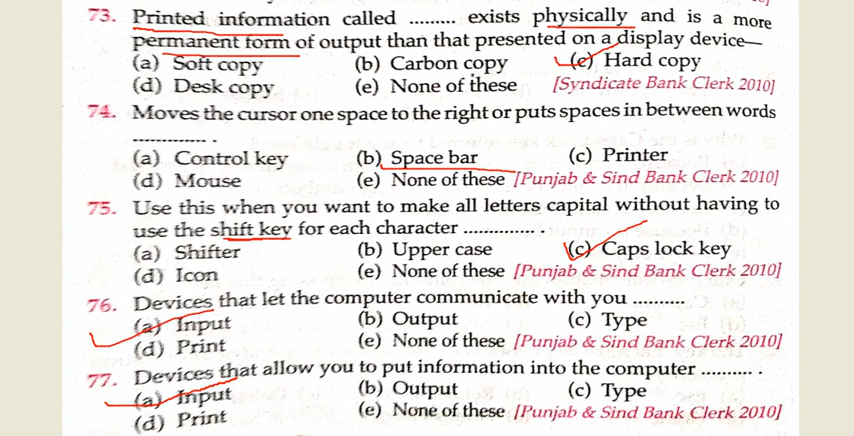 73. Printed information called .......... exists physically and is a more
permanent form of output than that presented on a display device—
(a) Soft copy (b) Carbon copy (c) Hard copy
(d) Desk copy (e) None of these [Syndicate Bank Clerk 2010]
74. Moves the cursor one space to the right or puts spaces in between words
................ .
(a) Control key (b) Space bar (c) Printer
(d) Mouse (e) None of these [Punjab & Sind Bank Clerk 2010]
75. Use this when you want to make all letters capital without having to
use the shift key for each character ............... .
(a) Shifter (b) Upper case (c) Caps lock key
(d) Icon (e) None of these [Punjab & Sind Bank Clerk 2010]
76. Devices that let the computer communicate with you ...........
(a) Input (b) Output (c) Type
(d) Print (e) None of these [Punjab & Sind Bank Clerk 2010]
77. Devices that allow you to put information into the computer ........... .
(a) Input (b) Output (c) Type
(d) Print (e) None of these [Punjab & Sind Bank Clerk 2010]